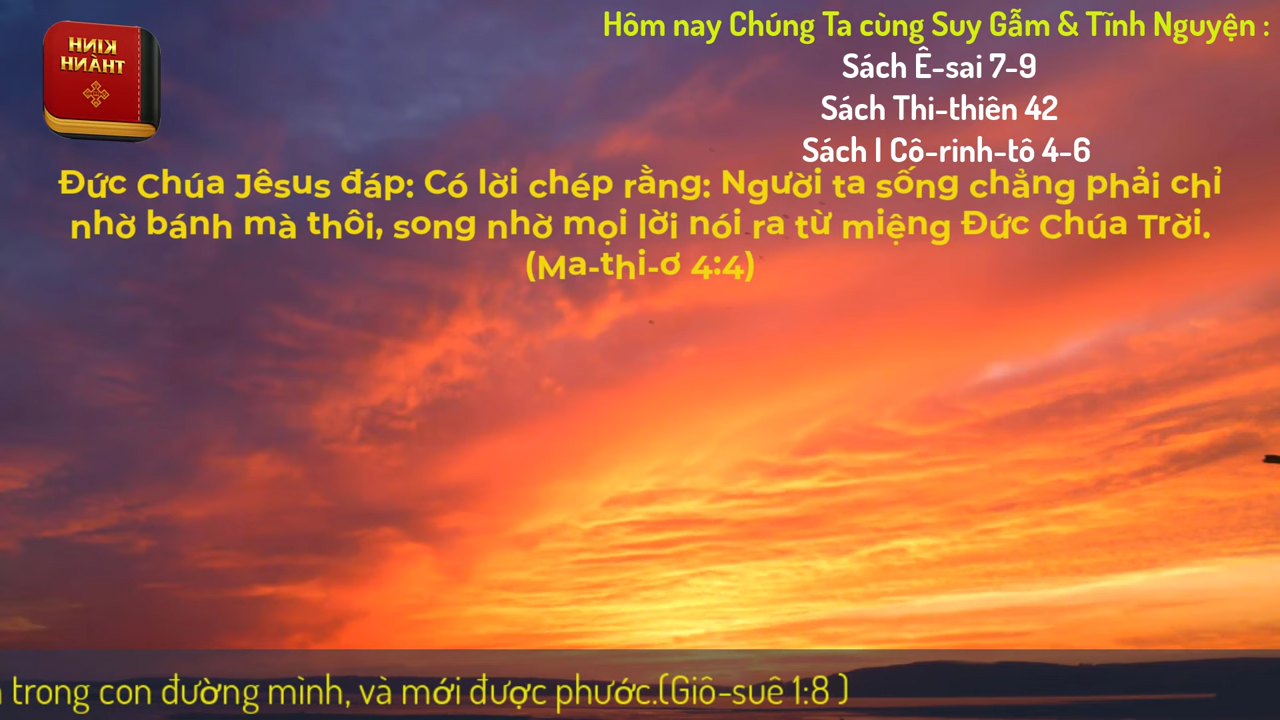 KINH
THÁNH
Hôm nay Chúng Ta cùng Suy Gẫm & Tĩnh Nguyện :
Sách Ê-sai 7-9
Sách Thi-thiên 42
Sách I Cô-rinh-tô 4-6
Đức Chúa Jêsus đáp: Có lời chép rằng: Người ta sống chẳng phải chỉ
nhờ bánh mà thôi, song nhờ mọi lời nói ra từ miệng Đức Chúa Trời.
(Ma-thi-ơ 4:4)
trong con đường mình, và mới được phước.(Giô-suê 1:8 )